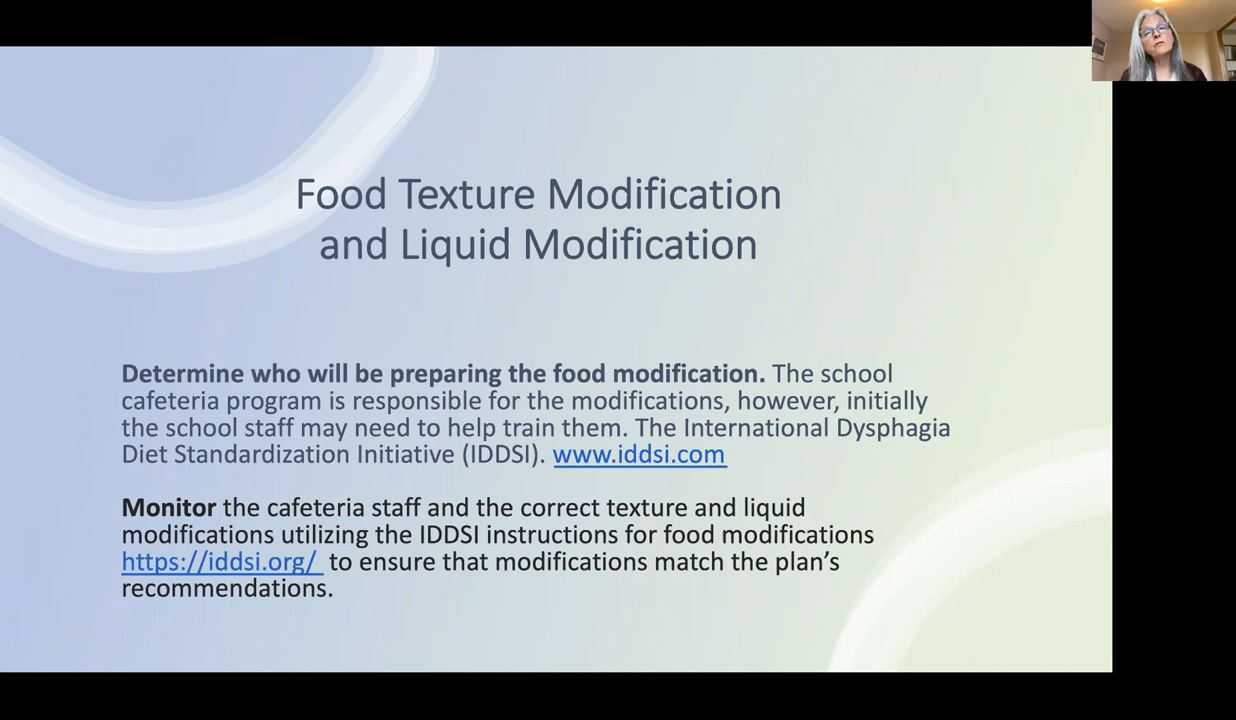 Food Texture Modification
and Liquid Modification
Determine who will be preparing the food modification. The school
cafeteria program is responsible for the modifications, however, initially
the school staff may need to help train them. The International Dysphagia
Diet Standardization Initiative (IDDSI). www.iddsi.com
Monitor the cafeteria staff and the correct texture and liquid
modifications utilizing the IDDSI instructions for food modifications
https://iddsi.org/ to ensure that modifications match the plan’s
recommendations.